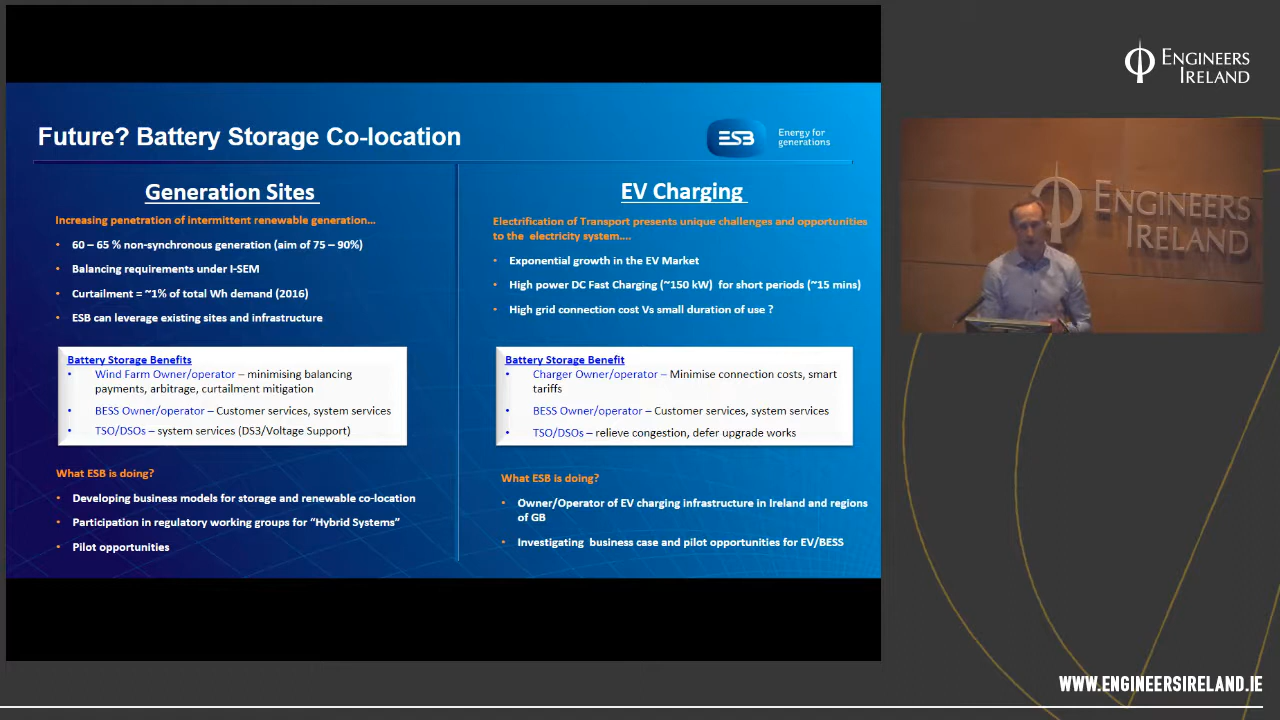 Future? Battery Storage Co-location
ESB
Energy for
generations
Generation Sites
Increasing penetration of intermittent renewable generation...
• 60 – 65 % non-synchronous generation (aim of 75 – 90%)
• Balancing requirements under I-SEM
• Curtailment = ~1% of total Wh demand (2016)
• ESB can leverage existing sites and infrastructure
Battery Storage Benefits
• Wind Farm Owner/operator – minimising balancing
payments, arbitrage, curtailment mitigation
• BESS Owner/operator – Customer services, system services
• TSO/DSOs – system services (DS3/Voltage Support)
What ESB is doing?
• Developing business models for storage and renewable co-location
• Participation in regulatory working groups for “Hybrid Systems”
• Pilot opportunities
EV Charging
Electrification of Transport presents unique challenges and opportunities
to the electricity system....
• Exponential growth in the EV Market
• High power DC Fast Charging (~150 kW) for short periods (~15 mins)
• High grid connection cost Vs small duration of use ?
Battery Storage Benefit
• Charger Owner/operator – Minimise connection costs, smart
tariffs
• BESS Owner/operator – Customer services, system services
• TSO/DSOs – relieve congestion, defer upgrade works
What ESB is doing?
• Owner/Operator of EV charging infrastructure in Ireland and regions
of GB
• Investigating business case and pilot opportunities for EV/BESS
ENGINEERS
IRELAND
ENGINEERS
IRELAND
WWW.ENGINEERSIRELAND.IE